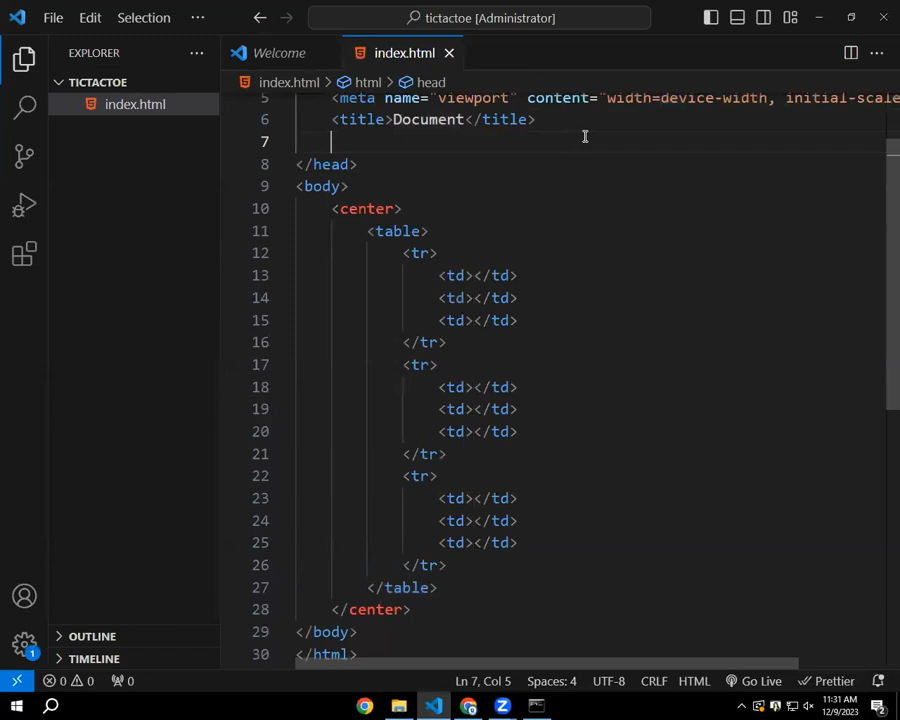 File Edit Selection ··· tictactoe [Administrator]
EXPLORER ···
Welcome index.html
TICTACTOE
index.html > html > head
index.html
5 <meta name="viewport" content="width=device-width, initial-scale
6 <title>Document</title>
7
8 </head>
9 <body>
10 <center>
11 <table>
12 <tr>
13 <td></td>
14 <td></td>
15 <td></td>
16 </tr>
17 <tr>
18 <td></td>
19 <td></td>
20 <td></td>
21 </tr>
22 <tr>
23 <td></td>
24 <td></td>
25 <td></td>
26 </tr>
27 </table>
28 </center>
29 </body>
30 </html>
OUTLINE
TIMELINE
1
0 0 0 Ln 7, Col 5 Spaces: 4 UTF-8 CRLF HTML Go Live Prettier
11:31 AM
12/9/2023
2